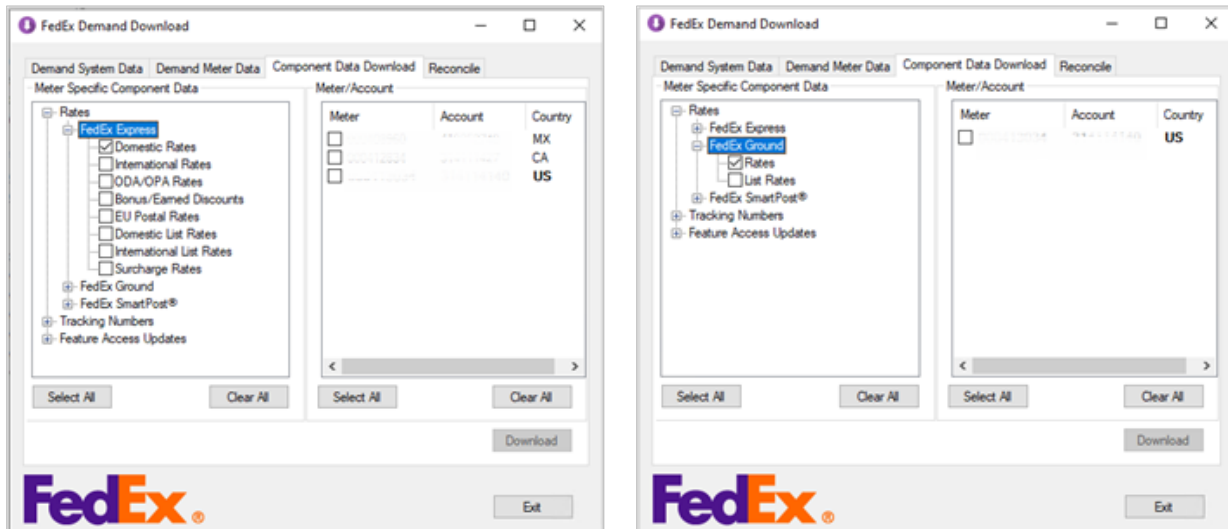 FedEx Demand Download
Demand System Data Demand Meter Data Component Data Download Reconcile
Meter Specific Component Data
Rates
FedEx Express
Domestic Rates
International Rates
ODA/OPA Rates
Bonus/Earned Discounts
EU Postal Rates
Domestic List Rates
International List Rates
Surcharge Rates
FedEx Ground
FedEx SmartPost®
Tracking Numbers
Feature Access Updates
Select All Clear All
Meter/Account
Meter Account Country
MX
CA
US
Select All Clear All
Download
FedEx®
Exit
FedEx Demand Download
Demand System Data Demand Meter Data Component Data Download Reconcile
Meter Specific Component Data
Rates
FedEx Express
FedEx Ground
Rates
List Rates
FedEx SmartPost®
Tracking Numbers
Feature Access Updates
Select All Clear All
Meter/Account
Meter Account Country
US
Select All Clear All
Download
FedEx®
Exit